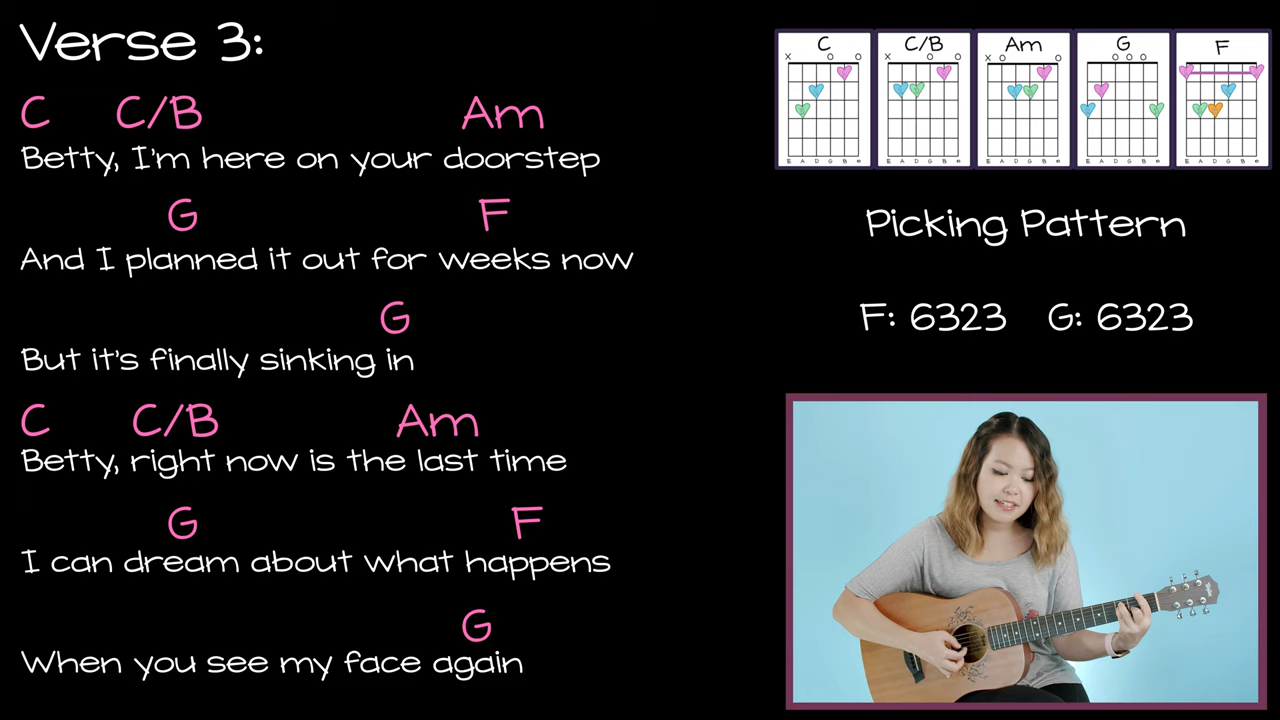 Verse 3:
C C/B Am
Betty, I'm here on your doorstep
G F
And I planned it out for weeks now
G
But it's finally sinking in
C C/B Am
Betty, right now is the last time
G F
I can dream about what happens
G
When you see my face again
C C/B Am G F
x o o x o x o o o o o
E A D G B e E A D G B e E A D G B e E A D G B e E A D G B e
Picking Pattern
F: 6323 G: 6323